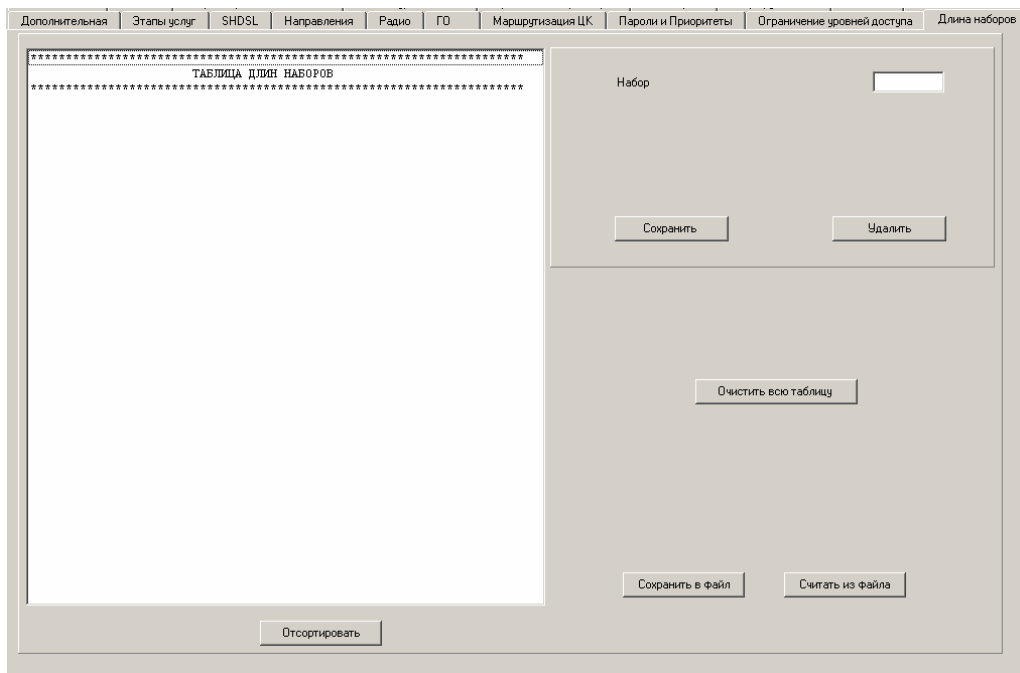 Дополнительная Этапы услуг SHDSL Направления Радио ГО Маршрутизация ЦК Пароли и Приоритеты Ограничение уровней доступа Длина наборов
**********************************************************************
ТАБЛИЦА ДЛИН НАБОРОВ
**********************************************************************
Набор
Сохранить Удалить
Очистить всю таблицу
Сохранить в файл Считать из файла
Отсортировать